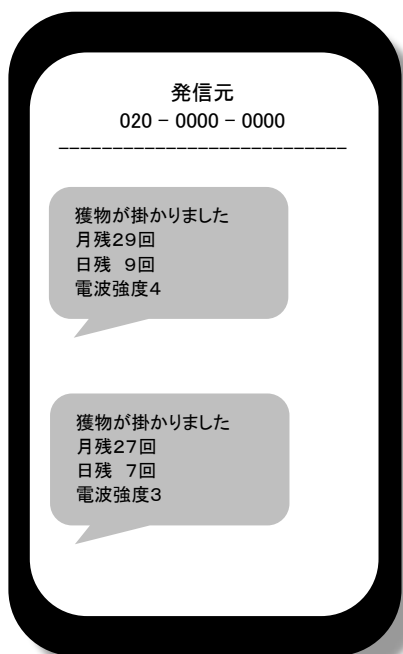 発信元
020－0000－0000
---------------------------
獲物が掛かりました
月残29回
日残 9回
電波強度4
獲物が掛かりました
月残27回
日残 7回
電波強度3